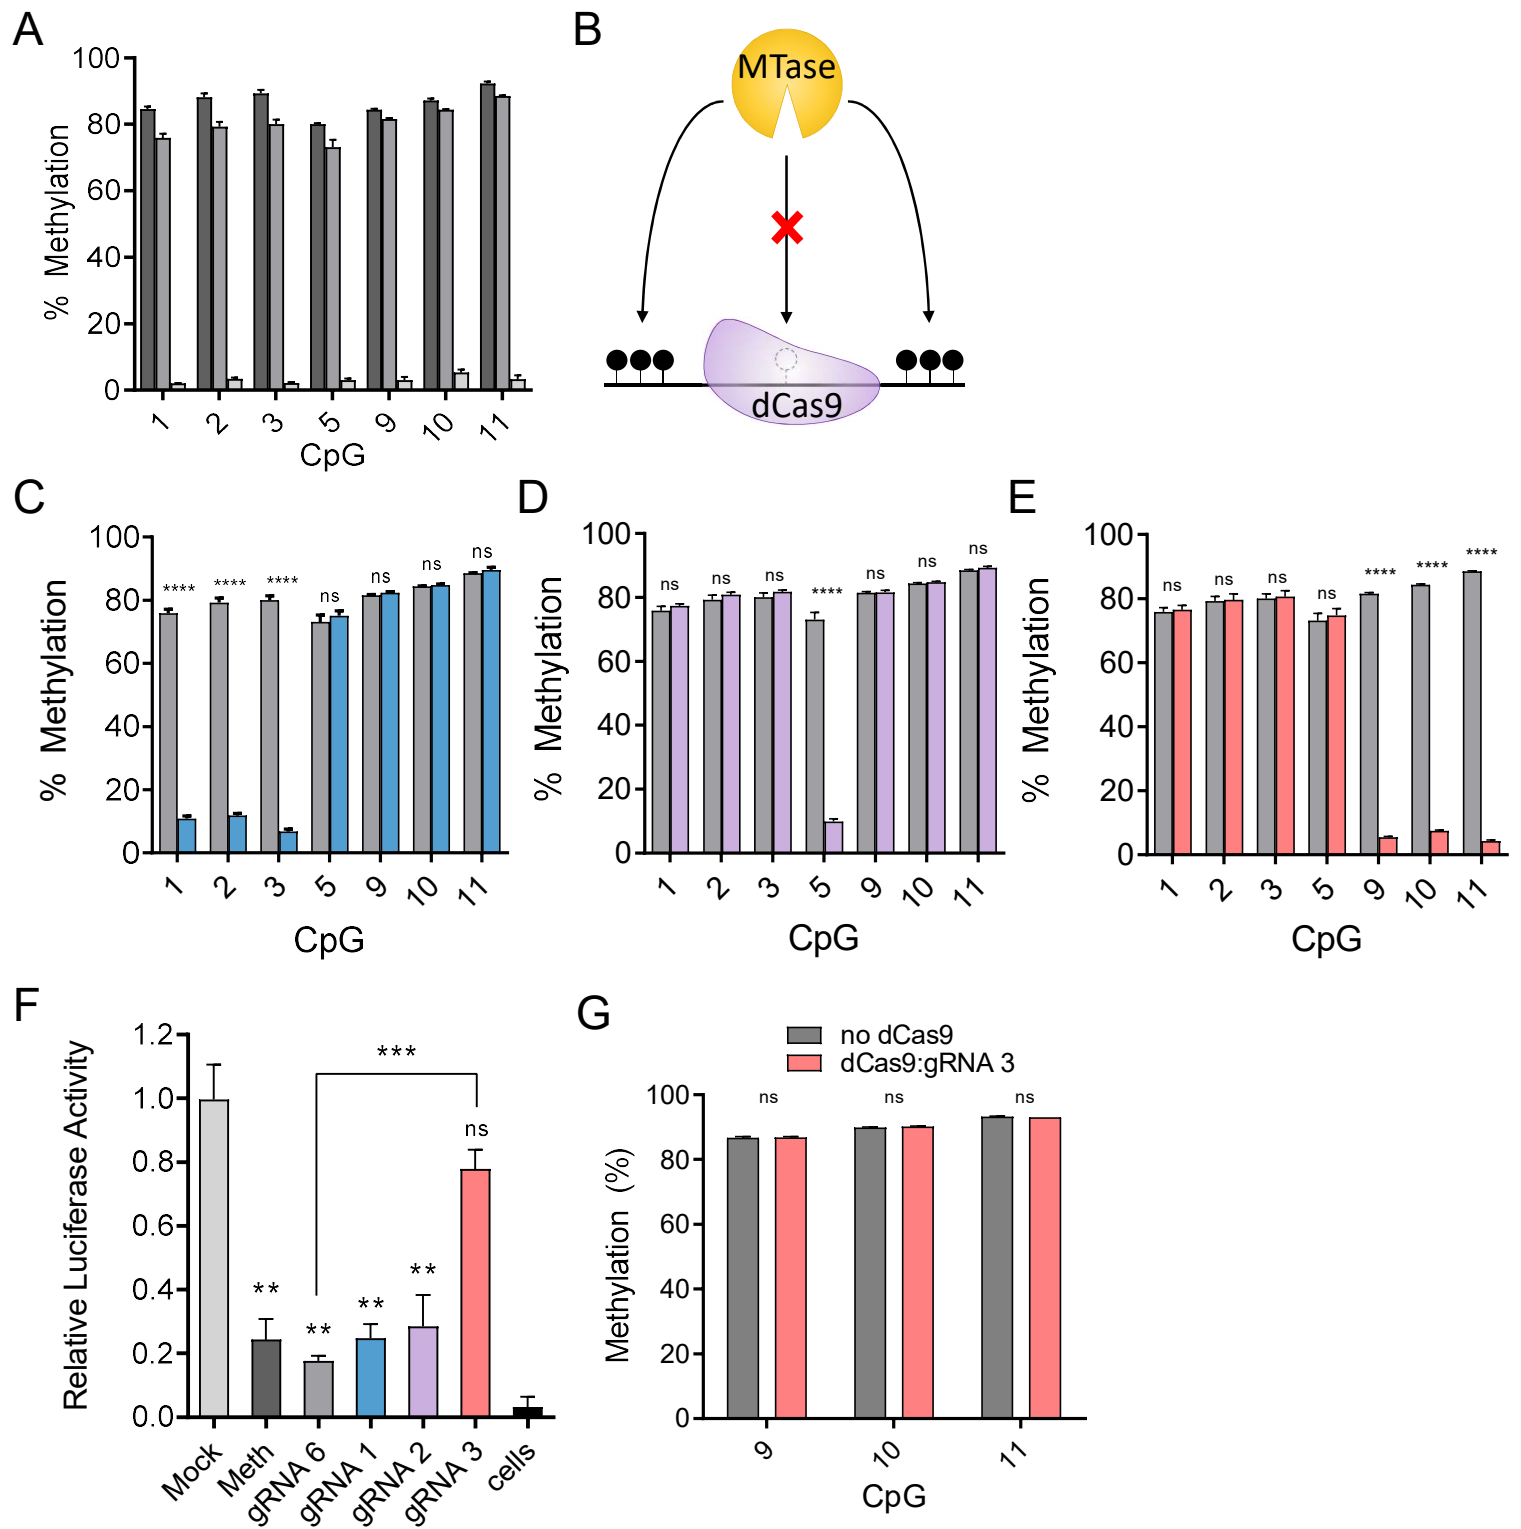 A
100
80
60
40
20
0
% Methylation
1 2 3 5 9 10 11
CpG
B
MTase
dCas9
C
100
80
60
40
20
0
% Methylation
**** **** **** ns ns ns ns
1 2 3 5 9 10 11
CpG
D
100
80
60
40
20
0
% Methylation
ns ns ns **** ns ns ns
1 2 3 5 9 10 11
CpG
E
100
80
60
40
20
0
% Methylation
ns ns ns ns **** **** ****
1 2 3 5 9 10 11
CpG
F
1.2
1.0
0.8
0.6
0.4
0.2
0.0
Relative Luciferase Activity
***
** ** ** ** ns
Mock Meth gRNA 6 gRNA 1 gRNA 2 gRNA 3 cells
G
no dCas9
dCas9:gRNA 3
100
80
60
40
20
0
Methylation (%)
ns ns ns
9 10 11
CpG